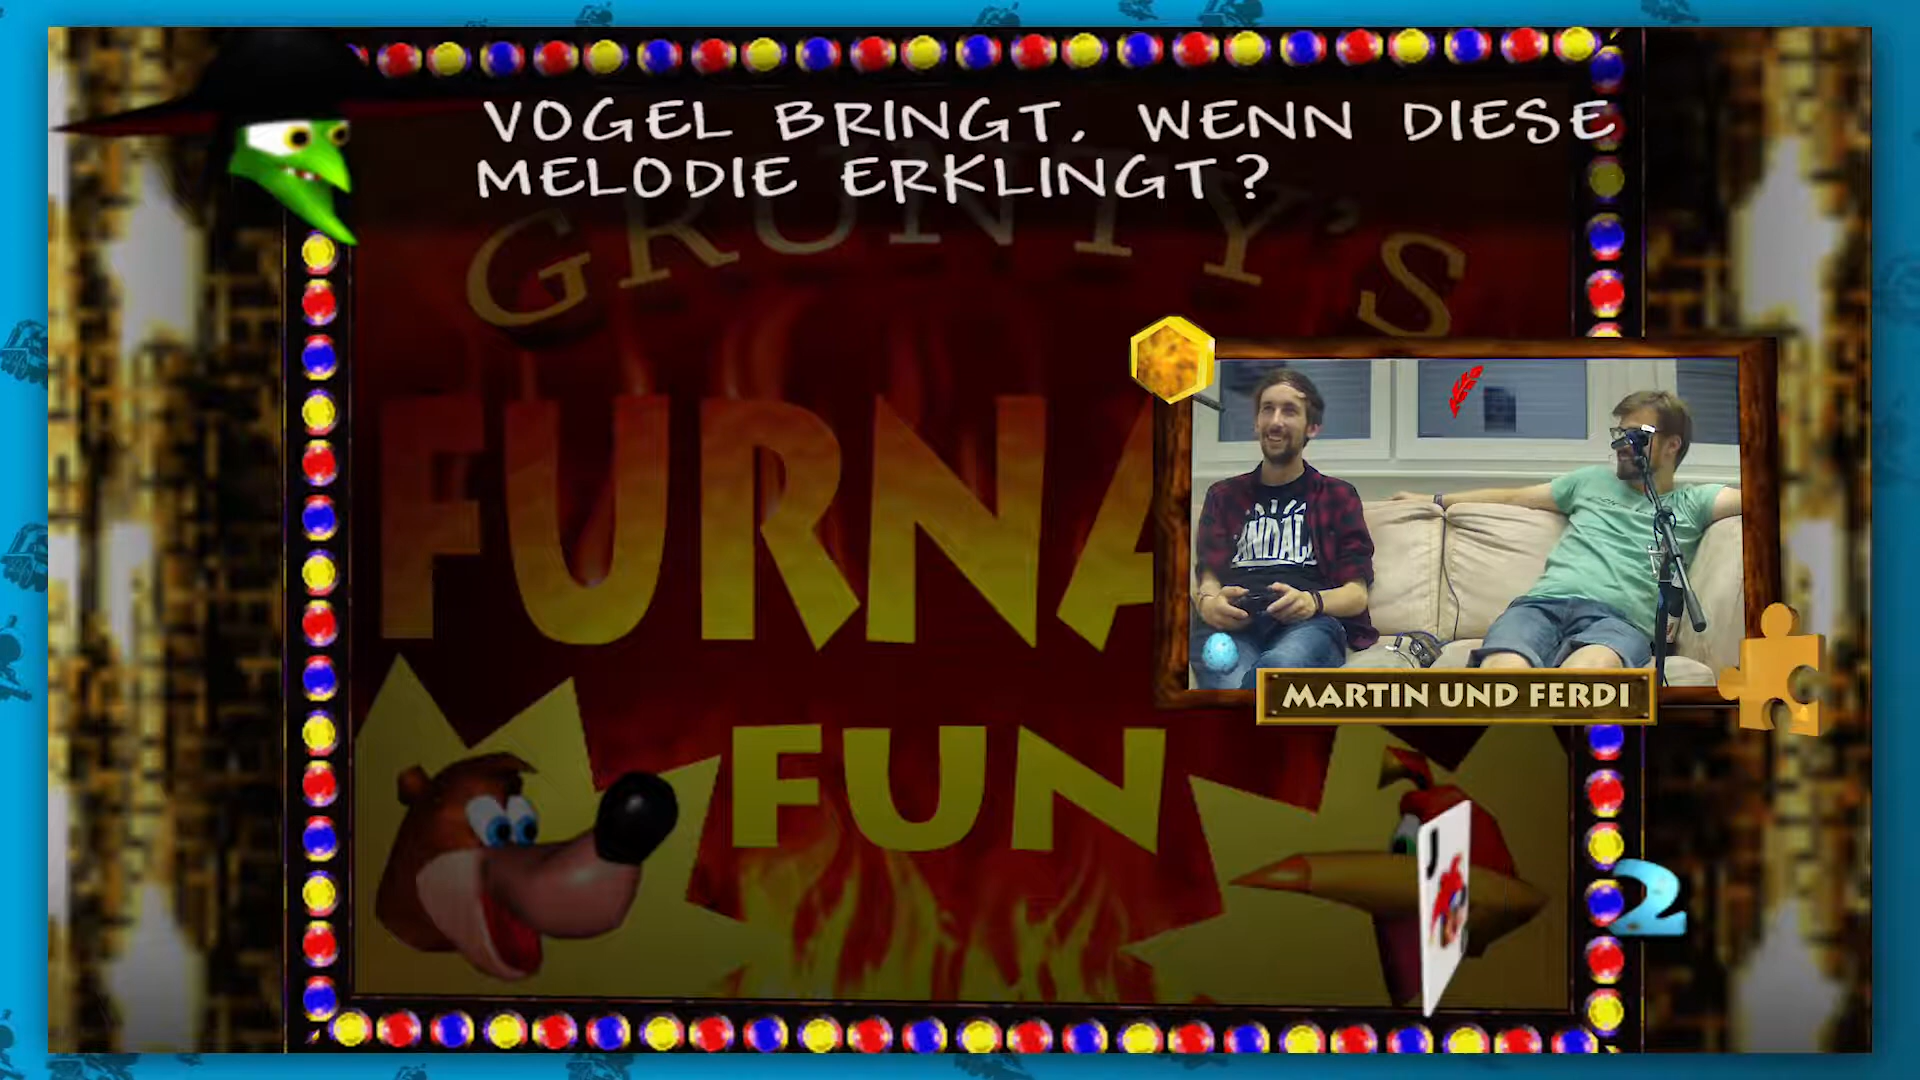 VOGEL BRINGT, WENN DIESE
MELODIE ERKLINGT?
GRUNTY'S
FURNA
FUN
MARTIN UND FERDI
J
2